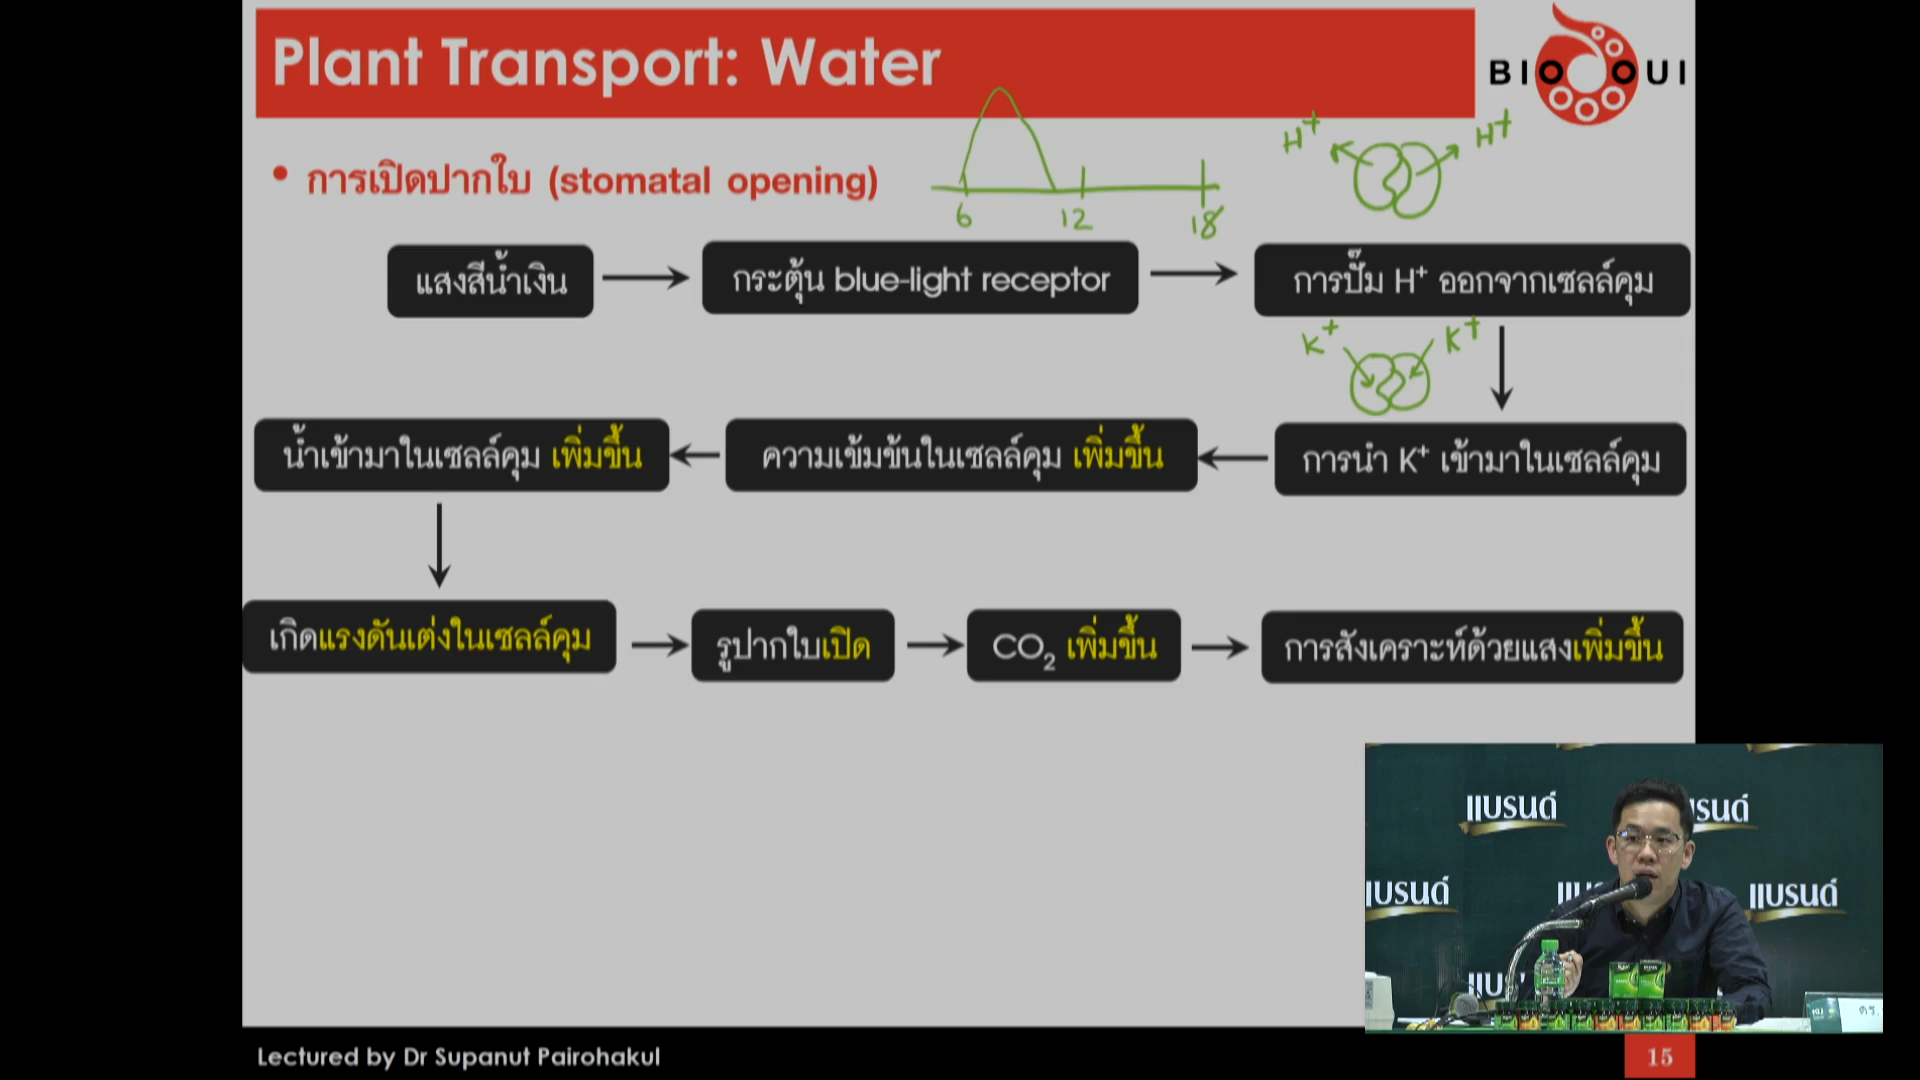 Plant Transport: Water
BIO OUI
• การเปิดปากใบ (stomatal opening)
6 12 18
H⁺ H⁺
แสงสีน้ำเงิน
กระตุ้น blue-light receptor
การปั๊ม H⁺ ออกจากเซลล์คุม
K⁺ K⁺
น้ำเข้ามาในเซลล์คุม เพิ่มขึ้น
ความเข้มข้นในเซลล์คุม เพิ่มขึ้น
การนำ K⁺ เข้ามาในเซลล์คุม
เกิดแรงดันเต่งในเซลล์คุม
รูปากใบเปิด
CO₂ เพิ่มขึ้น
การสังเคราะห์ด้วยแสงเพิ่มขึ้น
แบรนด์
แบรนด์
แบรนด์
ดร.
Lectured by Dr Supanut Pairohakul
15